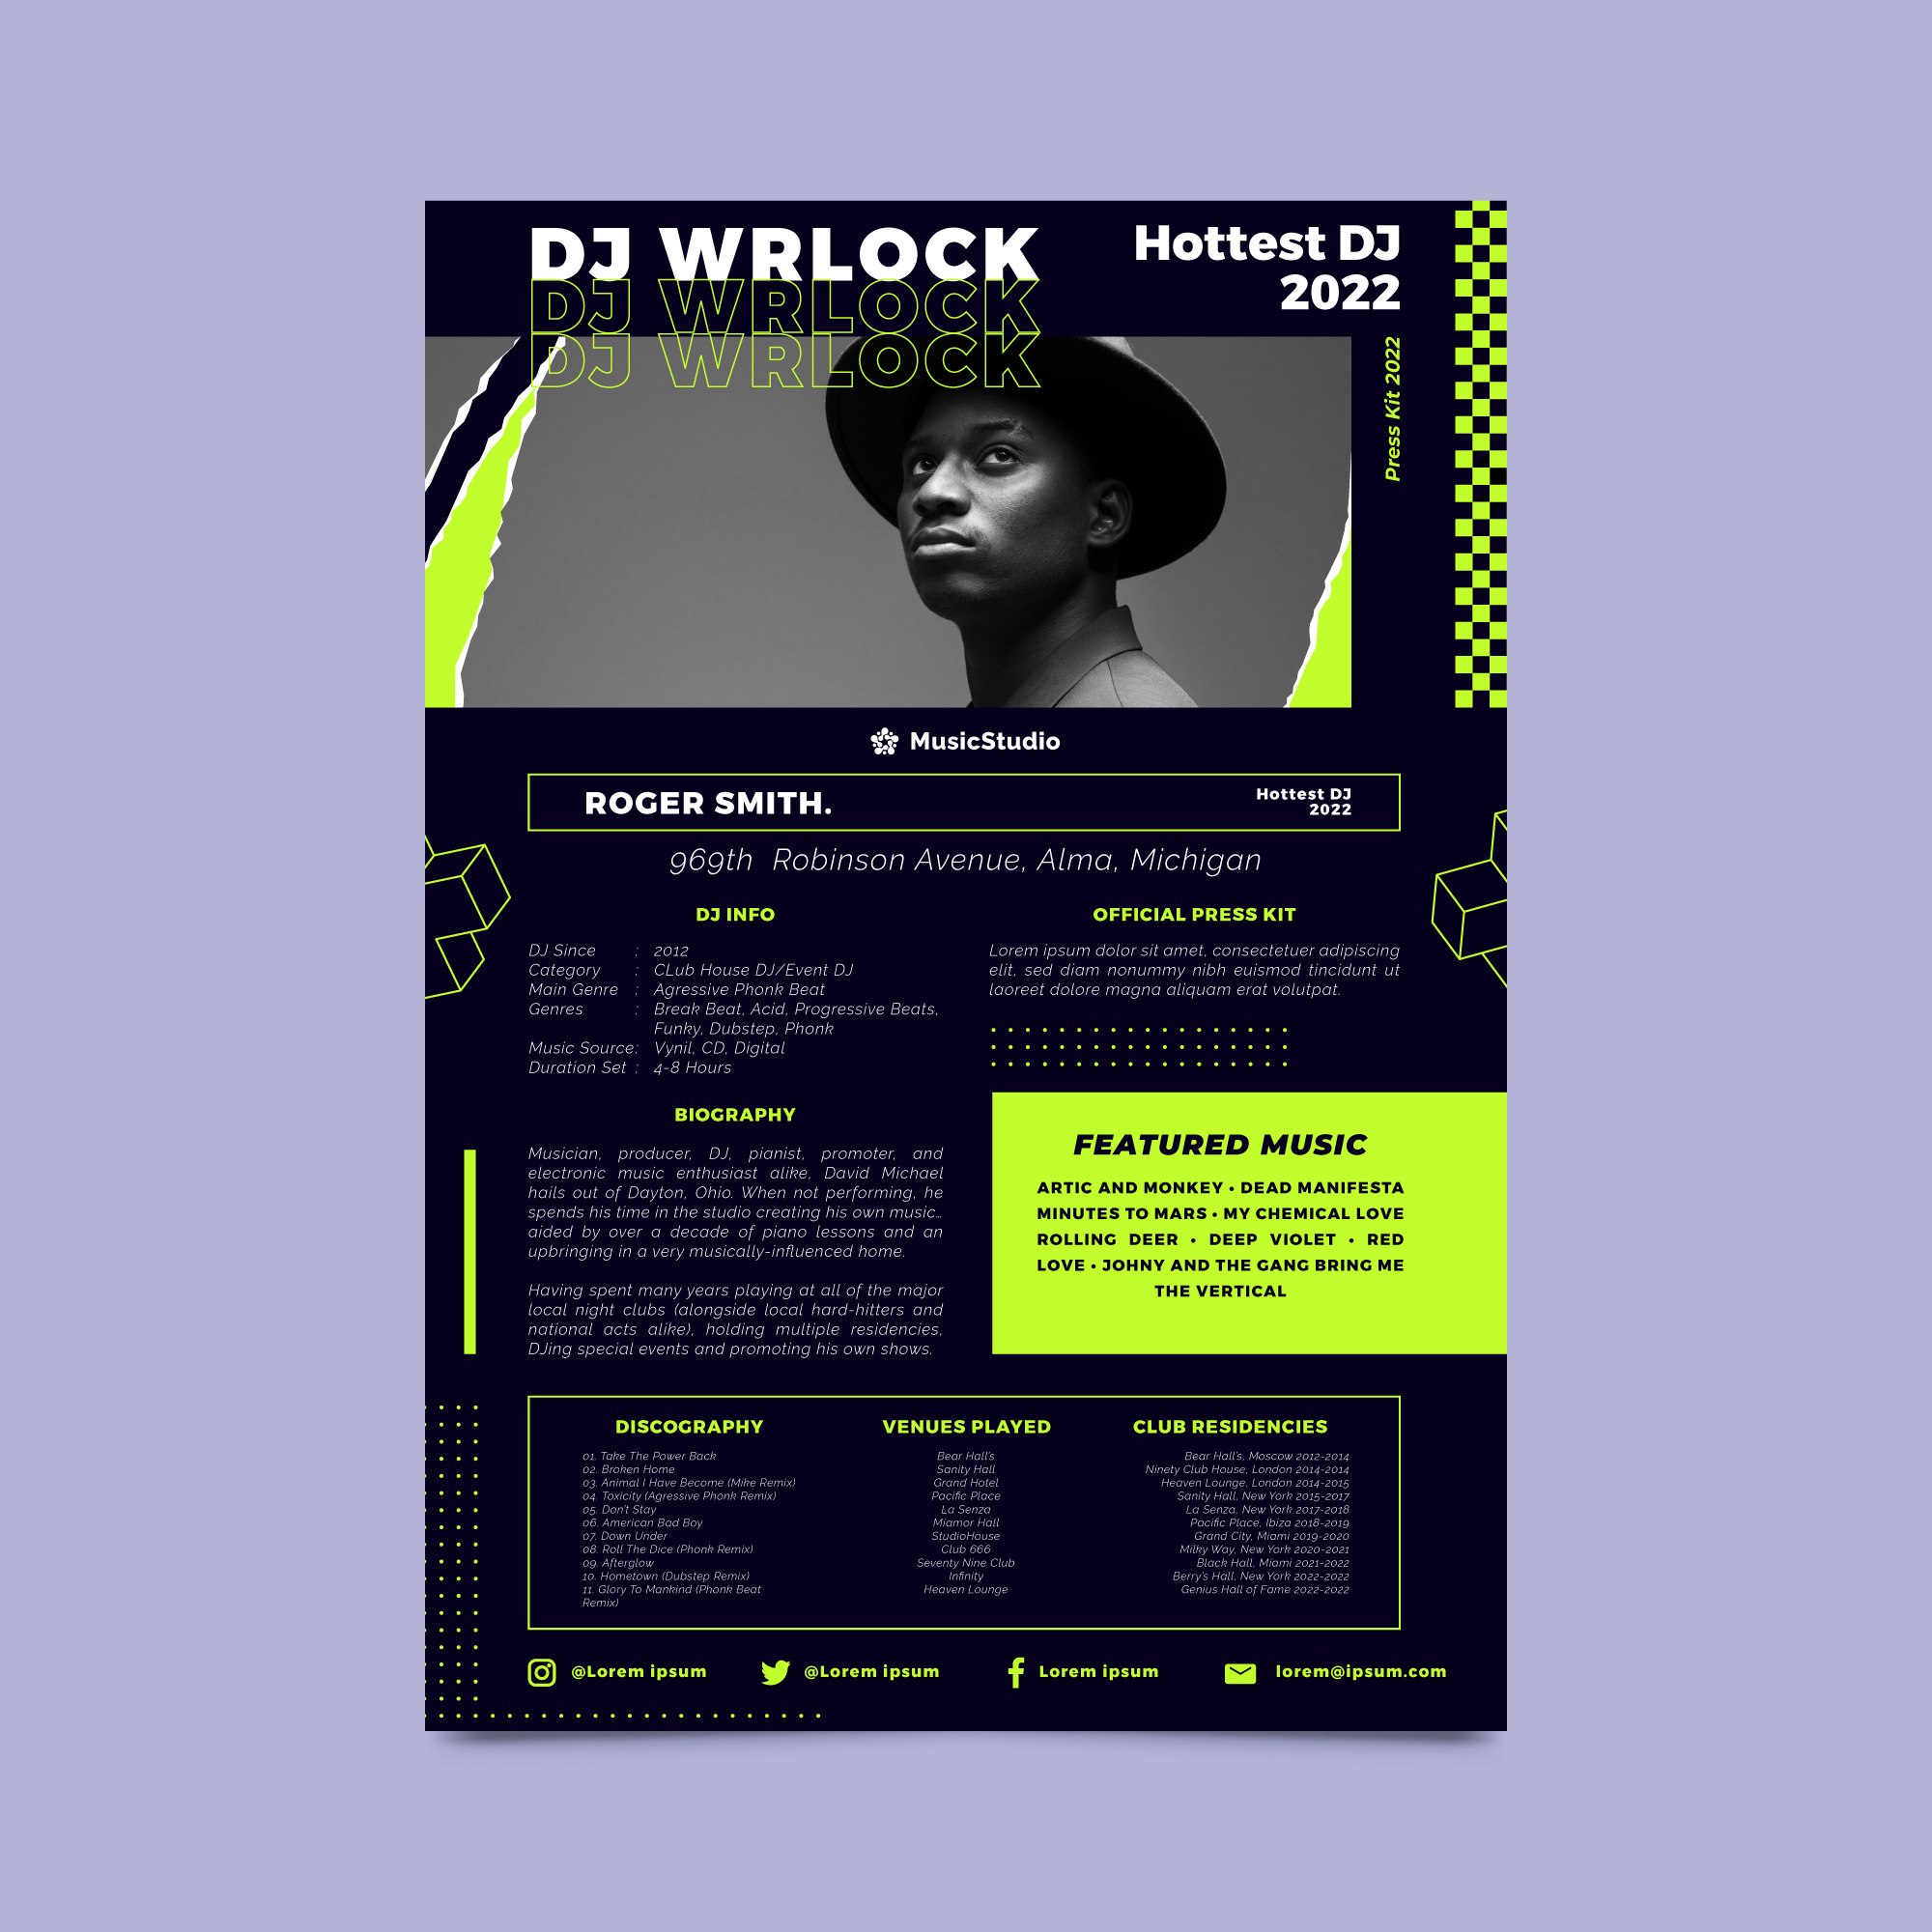 DJ WRLOCK
DJ WRLOCK
DJ WRLOCK
Hottest DJ
2022
Press Kit 2022
MusicStudio
ROGER SMITH.
Hottest DJ
2022
969th Robinson Avenue, Alma, Michigan
DJ INFO
DJ Since : 2012
Category : CLub House DJ/Event DJ
Main Genre : Agressive Phonk Beat
Genres : Break Beat, Acid, Progressive Beats,
Funky, Dubstep, Phonk
Music Source: Vynil, CD, Digital
Duration Set : 4-8 Hours
OFFICIAL PRESS KIT
Lorem ipsum dolor sit amet, consectetuer adipiscing
elit, sed diam nonummy nibh euismod tincidunt ut
laoreet dolore magna aliquam erat volutpat.
BIOGRAPHY
Musician, producer, DJ, pianist, promoter, and
electronic music enthusiast alike, David Michael
hails out of Dayton, Ohio. When not performing, he
spends his time in the studio creating his own music…
aided by over a decade of piano lessons and an
upbringing in a very musically-influenced home.
Having spent many years playing at all of the major
local night clubs (alongside local hard-hitters and
national acts alike), holding multiple residencies,
DJing special events and promoting his own shows.
FEATURED MUSIC
ARTIC AND MONKEY • DEAD MANIFESTA
MINUTES TO MARS • MY CHEMICAL LOVE
ROLLING DEER • DEEP VIOLET • RED
LOVE • JOHNY AND THE GANG BRING ME
THE VERTICAL
DISCOGRAPHY
01. Take The Power Back
02. Broken Home
03. Animal I Have Become (Mike Remix)
04. Toxicity (Agressive Phonk Remix)
05. Don't Stay
06. American Bad Boy
07. Down Under
08. Roll The Dice (Phonk Remix)
09. Afterglow
10. Hometown (Dubstep Remix)
11. Glory To Mankind (Phonk Beat
Remix)
VENUES PLAYED
Bear Hall's
Sanity Hall
Grand Hotel
Pacific Place
La Senza
Miamor Hall
StudioHouse
Club 666
Seventy Nine Club
Infinity
Heaven Lounge
CLUB RESIDENCIES
Bear Hall's, Moscow 2012-2014
Ninety Club House, London 2014-2014
Heaven Lounge, London 2014-2015
Sanity Hall, New York 2015-2017
La Senza, New York 2017-2018
Pacific Place, Ibiza 2018-2019
Grand City, Miami 2019-2020
Milky Way, New York 2020-2021
Black Hall, Miami 2021-2022
Berry's Hall, New York 2022-2022
Genius Hall of Fame 2022-2022
@Lorem ipsum
@Lorem ipsum
Lorem ipsum
lorem@ipsum.com